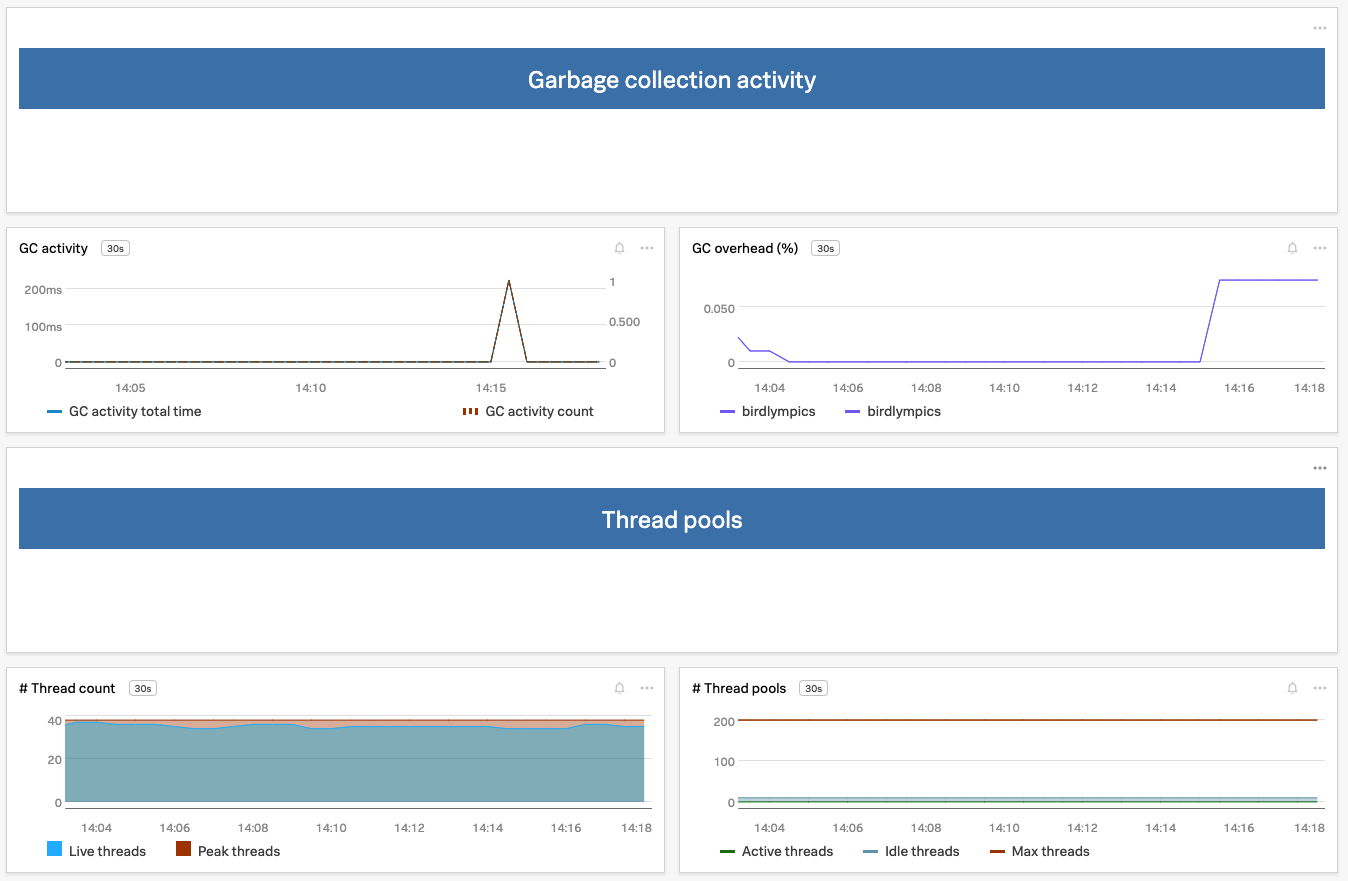 Garbage collection activity
GC activity 30s
200ms
100ms
0
1
0.500
0
14:05 14:10 14:15
GC activity total time GC activity count
GC overhead (%) 30s
0.050
0
14:04 14:06 14:08 14:10 14:12 14:14 14:16 14:18
birdlympics birdlympics
Thread pools
# Thread count 30s
40
20
0
14:04 14:06 14:08 14:10 14:12 14:14 14:16 14:18
Live threads Peak threads
# Thread pools 30s
200
100
0
14:04 14:06 14:08 14:10 14:12 14:14 14:16 14:18
Active threads Idle threads Max threads